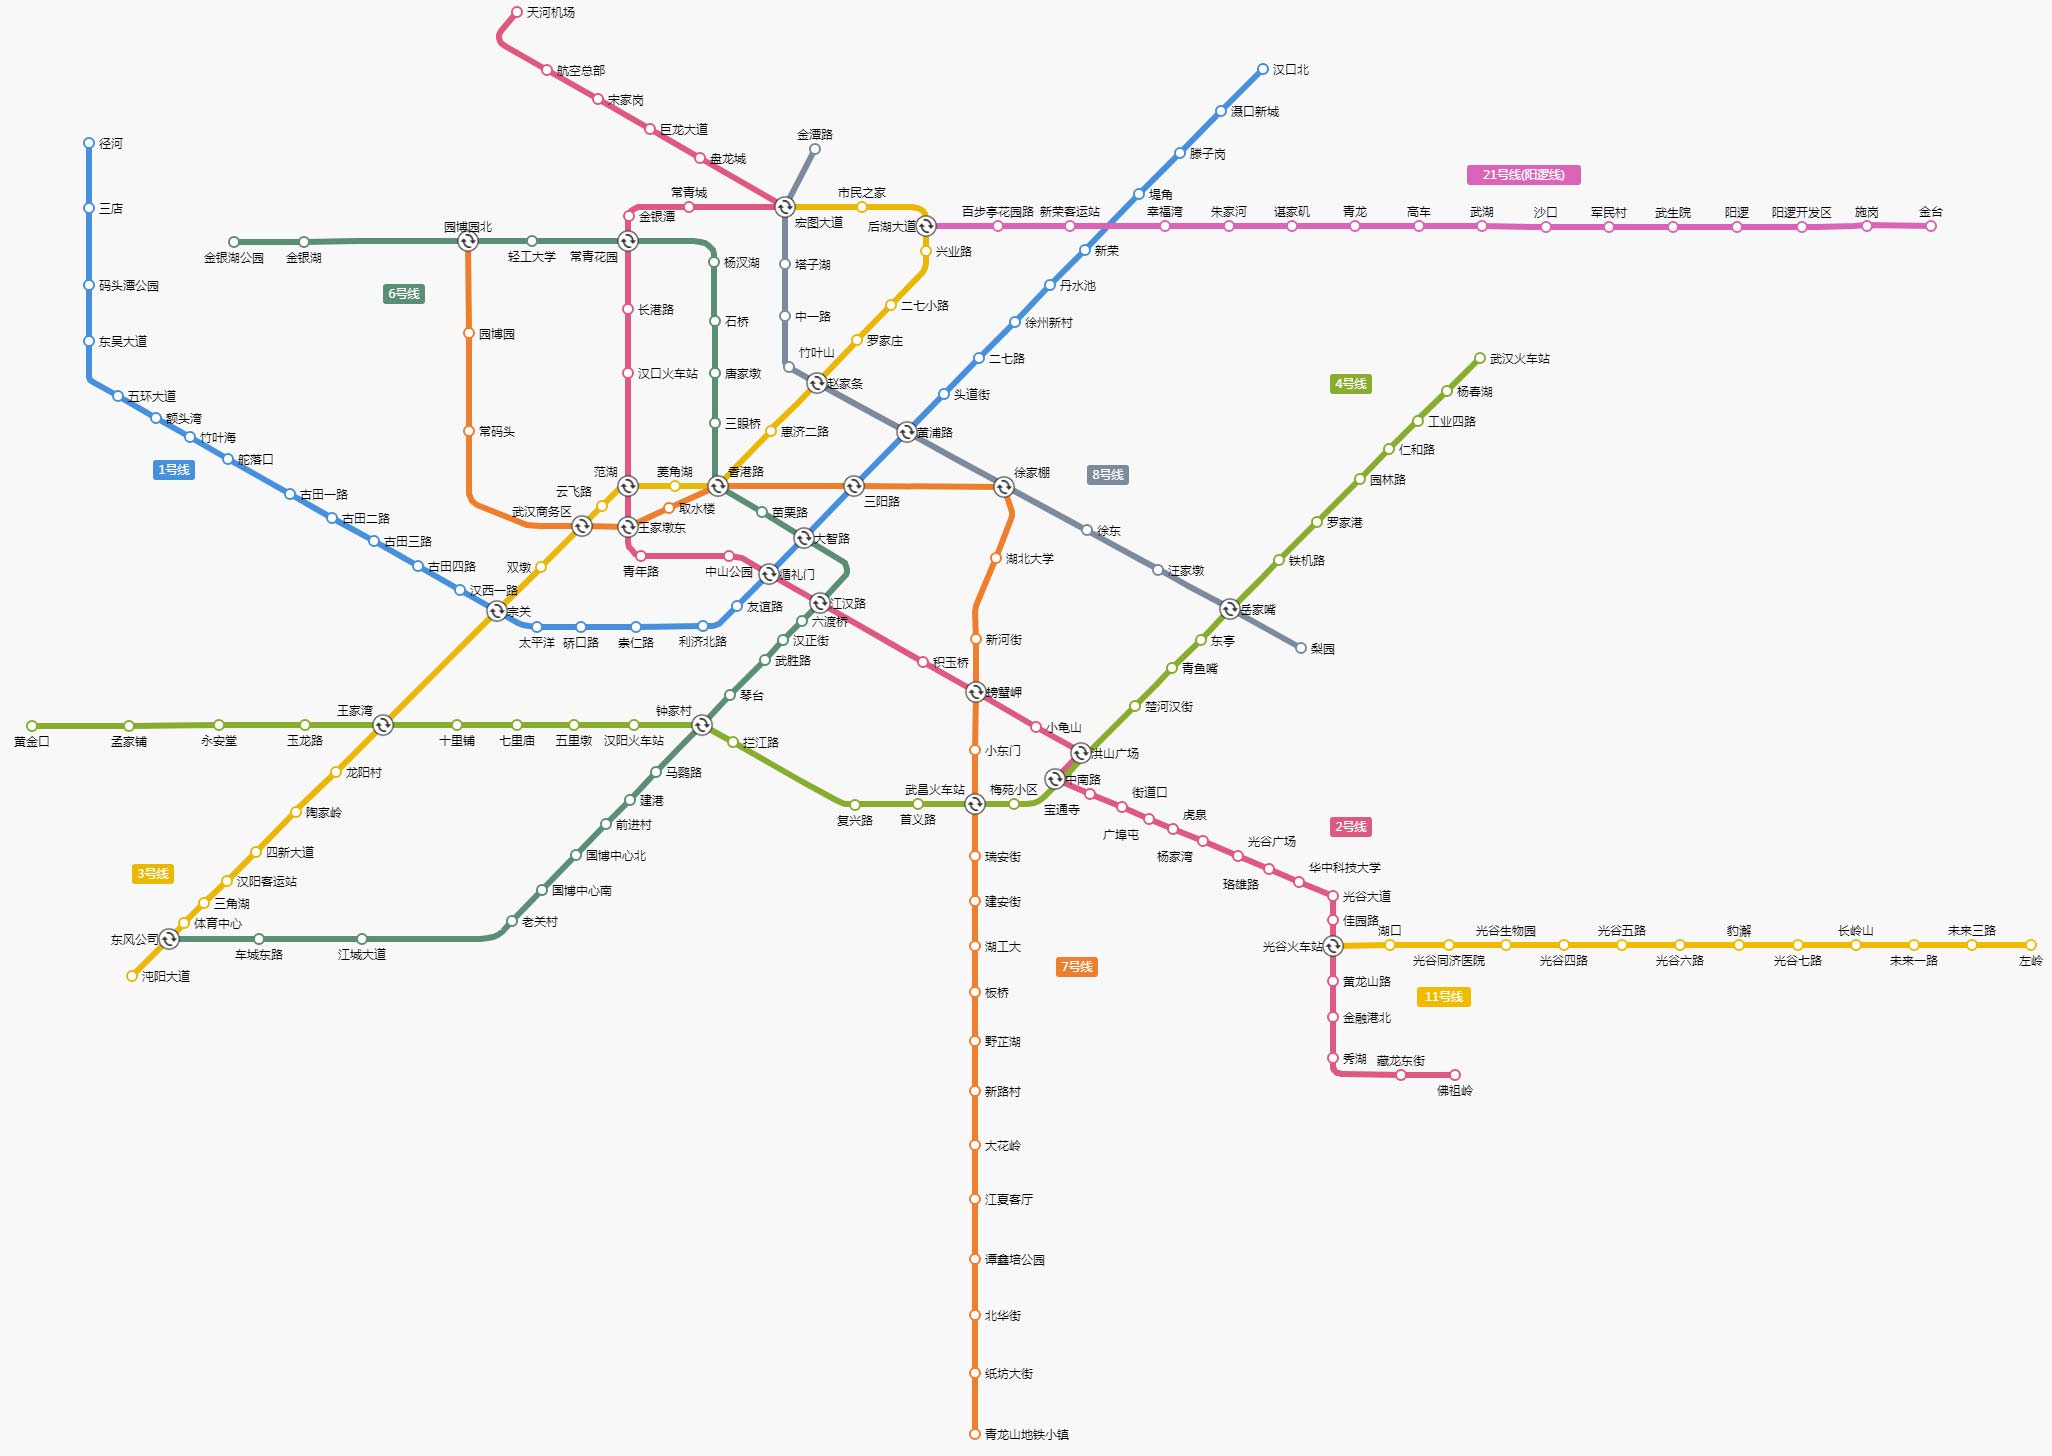 天河机场
航空总部
汉口北
宋家岗
滠口新城
巨龙大道
金潭路
径河
盘龙城
滕子岗
21号线(阳逻线)
常青城
市民之家
堤角
三店
金银潭
宏图大道
园博园北
后湖大道
百步亭花园路
新荣客运站
幸福湾
朱家河
谌家矶
青龙
高车
武湖
沙口
军民村
武生院
阳逻
阳逻开发区
施岗
金台
金银湖公园
金银湖
轻工大学
常青花园
杨汊湖
塔子湖
兴业路
新荣
码头潭公园
6号线
长港路
石桥
中一路
二七小路
丹水池
东吴大道
园博园
竹叶山
罗家庄
徐州新村
汉口火车站
唐家墩
赵家条
二七路
武汉火车站
五环大道
头道街
4号线
杨春湖
额头湾
常码头
三眼桥
惠济二路
黄浦路
工业四路
竹叶海
仁和路
舵落口
1号线
范湖
菱角湖
香港路
徐家棚
8号线
园林路
古田一路
云飞路
三阳路
古田二路
武汉商务区
取水楼
苗栗路
罗家港
古田三路
王家墩东
大智路
徐东
古田四路
双墩
青年路
中山公园
循礼门
湖北大学
汪家墩
铁机路
汉西一路
宗关
友谊路
江汉路
岳家嘴
太平洋
硚口路
崇仁路
利济北路
六渡桥
汉正街
新河街
东亭
梨园
武胜路
积玉桥
青鱼嘴
琴台
螃蟹岬
王家湾
钟家村
楚河汉街
黄金口
孟家铺
永安堂
玉龙路
十里铺
七里庙
五里墩
汉阳火车站
拦江路
小龟山
小东门
洪山广场
龙阳村
马鹦路
中南路
陶家岭
建港
武昌火车站
梅苑小区
街道口
前进村
复兴路
首义路
宝通寺
虎泉
2号线
广埠屯
四新大道
国博中心北
瑞安街
杨家湾
光谷广场
3号线
汉阳客运站
国博中心南
珞雄路
华中科技大学
三角湖
建安街
光谷大道
体育中心
老关村
佳园路
东风公司
车城东路
江城大道
湖工大
光谷火车站
湖口
光谷生物园
光谷五路
豹澥
长岭山
未来三路
光谷同济医院
光谷四路
光谷六路
光谷七路
未来一路
左岭
沌阳大道
7号线
黄龙山路
板桥
11号线
金融港北
野芷湖
秀湖
藏龙东街
新路村
佛祖岭
大花岭
江夏客厅
谭鑫培公园
北华街
纸坊大街
青龙山地铁小镇